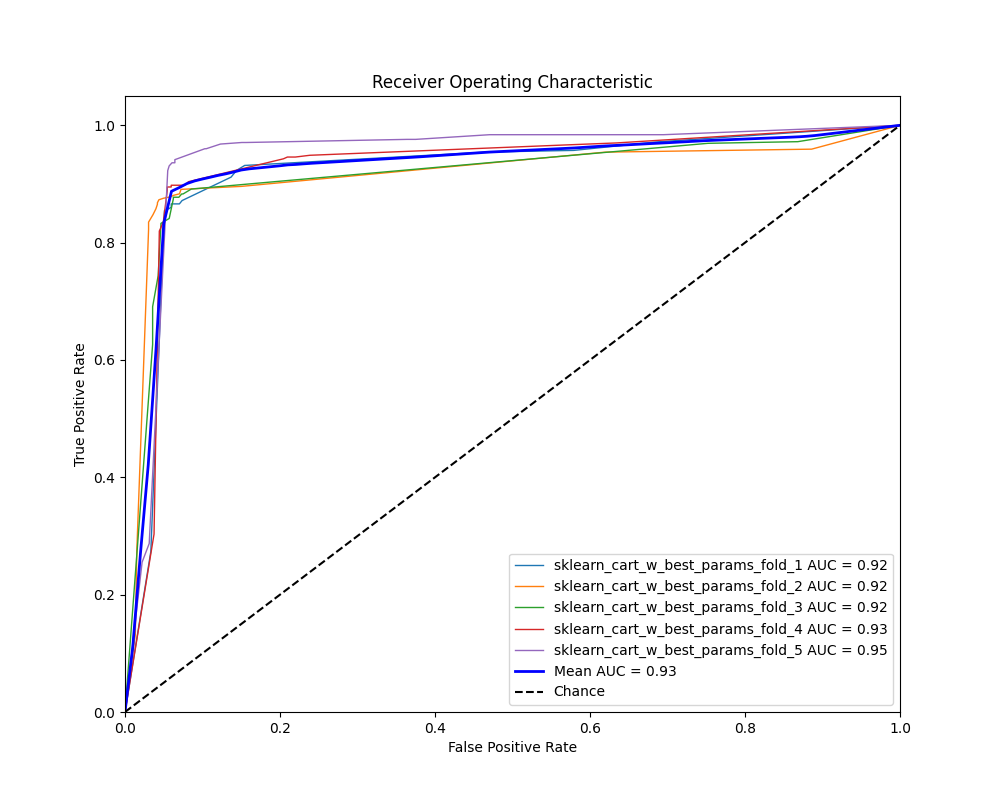 Receiver Operating Characteristic
True Positive Rate
1.0
0.8
0.6
0.4
0.2
0.0
sklearn_cart_w_best_params_fold_1 AUC = 0.92
sklearn_cart_w_best_params_fold_2 AUC = 0.92
sklearn_cart_w_best_params_fold_3 AUC = 0.92
sklearn_cart_w_best_params_fold_4 AUC = 0.93
sklearn_cart_w_best_params_fold_5 AUC = 0.95
Mean AUC = 0.93
Chance
0.0 0.2 0.4 0.6 0.8 1.0
False Positive Rate